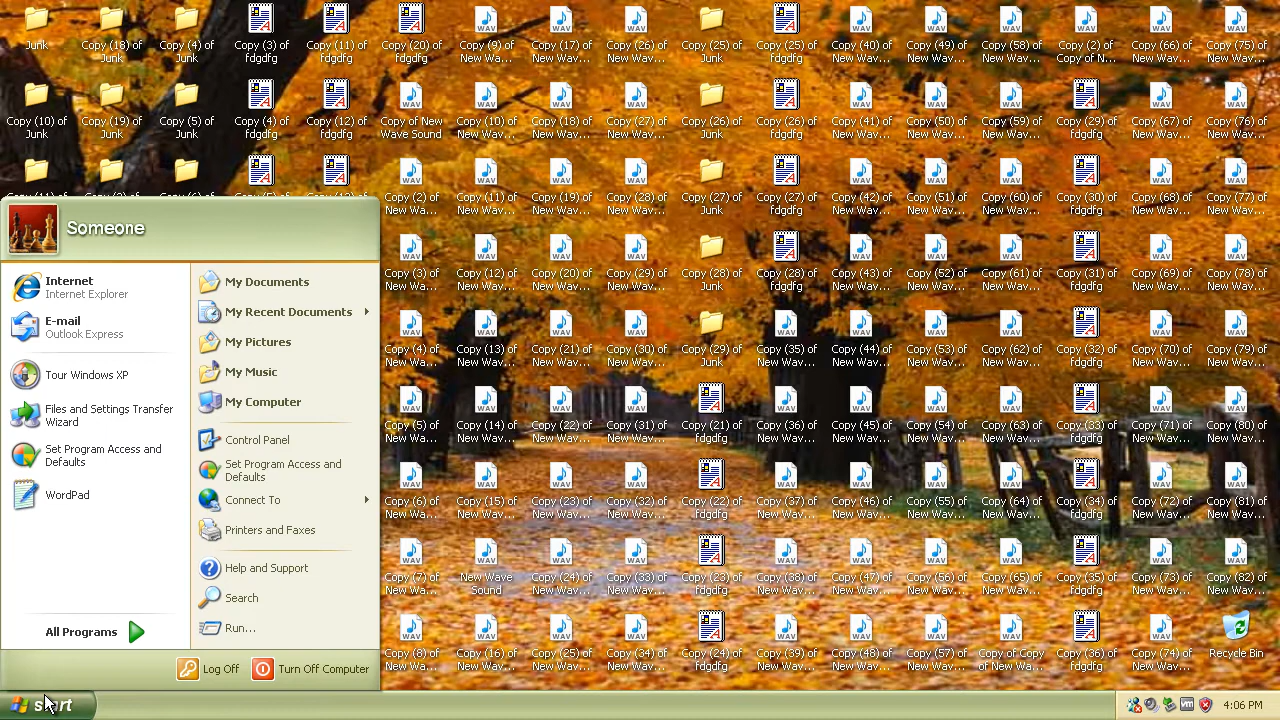 Junk Copy (18) of Copy (4) of Copy (3) of Copy (11) of Copy (20) of Copy (9) of Copy (17) of Copy (26) of Copy (25) of Copy (25) of Copy (40) of Copy (49) of Copy (58) of Copy (2) of Copy (66) of Copy (75) of
Junk Junk fdgdfg fdgdfg fdgdfg New Wa... New Wav... New Wav... Junk fdgdfg New Wav... New Wav... New Wav... Copy of N... New Wav... New Wav...
Copy (10) of Copy (19) of Copy (5) of Copy (4) of Copy (12) of Copy of New Copy (10) of Copy (18) of Copy (27) of Copy (26) of Copy (26) of Copy (41) of Copy (50) of Copy (59) of Copy (29) of Copy (67) of Copy (76) of
Junk Junk Junk fdgdfg fdgdfg Wave Sound New Wav... New Wav... New Wav... Junk fdgdfg New Wav... New Wav... New Wav... fdgdfg New Wav... New Wav...
Copy (2) of Copy (11) of Copy (19) of Copy (28) of Copy (27) of Copy (27) of Copy (42) of Copy (51) of Copy (60) of Copy (30) of Copy (68) of Copy (77) of
New Wa... New Wav... New Wav... New Wav... Junk fdgdfg New Wav... New Wav... New Wav... fdgdfg New Wav... New Wav...
Copy (3) of Copy (12) of Copy (20) of Copy (29) of Copy (28) of Copy (28) of Copy (43) of Copy (52) of Copy (61) of Copy (31) of Copy (69) of Copy (78) of
New Wa... New Wav... New Wav... New Wav... Junk fdgdfg New Wav... New Wav... New Wav... fdgdfg New Wav... New Wav...
Copy (4) of Copy (13) of Copy (21) of Copy (30) of Copy (29) of Copy (35) of Copy (44) of Copy (53) of Copy (62) of Copy (32) of Copy (70) of Copy (79) of
New Wa... New Wav... New Wav... New Wav... Junk New Wav... New Wav... New Wav... New Wav... fdgdfg New Wav... New Wav...
Copy (5) of Copy (14) of Copy (22) of Copy (31) of Copy (21) of Copy (36) of Copy (45) of Copy (54) of Copy (63) of Copy (33) of Copy (71) of Copy (80) of
New Wa... New Wav... New Wav... New Wav... fdgdfg New Wav... New Wav... New Wav... New Wav... fdgdfg New Wav... New Wav...
Copy (6) of Copy (15) of Copy (23) of Copy (32) of Copy (22) of Copy (37) of Copy (46) of Copy (55) of Copy (64) of Copy (34) of Copy (72) of Copy (81) of
New Wa... New Wav... New Wav... New Wav... fdgdfg New Wav... New Wav... New Wav... New Wav... fdgdfg New Wav... New Wav...
Copy (7) of New Wave Copy (24) of Copy (33) of Copy (23) of Copy (38) of Copy (47) of Copy (56) of Copy (65) of Copy (35) of Copy (73) of Copy (82) of
New Wa... Sound New Wav... New Wav... fdgdfg New Wav... New Wav... New Wav... New Wav... fdgdfg New Wav... New Wav...
Copy (8) of Copy (16) of Copy (25) of Copy (34) of Copy (24) of Copy (39) of Copy (48) of Copy (57) of Copy of Copy Copy (36) of Copy (74) of Recycle Bin
New Wa... New Wav... New Wav... New Wav... fdgdfg New Wav... New Wav... New Wav... of New Wa... fdgdfg New Wav...
Someone
Internet
Internet Explorer
E-mail
Outlook Express
Tour Windows XP
Files and Settings Transfer
Wizard
Set Program Access and
Defaults
WordPad
All Programs
My Documents
My Recent Documents
My Pictures
My Music
My Computer
Control Panel
Set Program Access and
Defaults
Connect To
Printers and Faxes
Help and Support
Search
Run...
Log Off
Turn Off Computer
start
4:06 PM